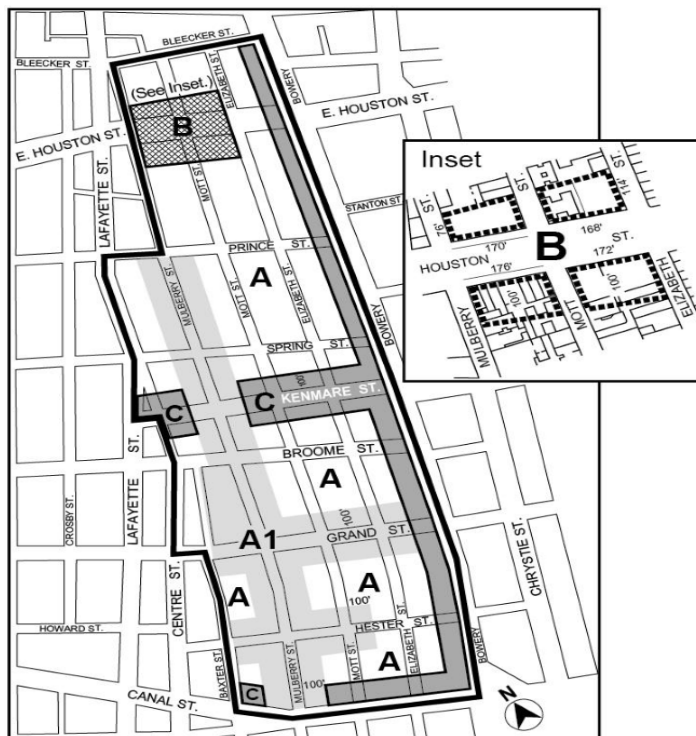 BLEECKER ST.
BLEECKER ST.
ELIZABETH ST.
BOWERY
(See Inset.)
E. HOUSTON ST.
B
E. HOUSTON ST.
LAFAYETTE ST.
MOTT ST.
STANTON ST.
PRINCE ST.
MULBERRY ST.
MOTT ST.
A
ELIZABETH ST.
BOWERY
SPRING ST.
100'
C
C
KENMARE ST.
BROOME ST.
CROSBY ST.
LAFAYETTE ST.
A
100'
A1
GRAND ST.
CHRYSTIE ST.
CENTRE ST.
A
A
100'
HOWARD ST.
HESTER ST.
BAXTER ST.
MULBERRY ST.
MOTT ST.
A
ELIZABETH ST.
BOWERY
C
100'
CANAL ST.
N
Inset
76'
ST.
ST.
114'
170'
168'
B
HOUSTON ST.
176'
172'
100'
100'
MULBERRY
MOTT
ELIZABETH